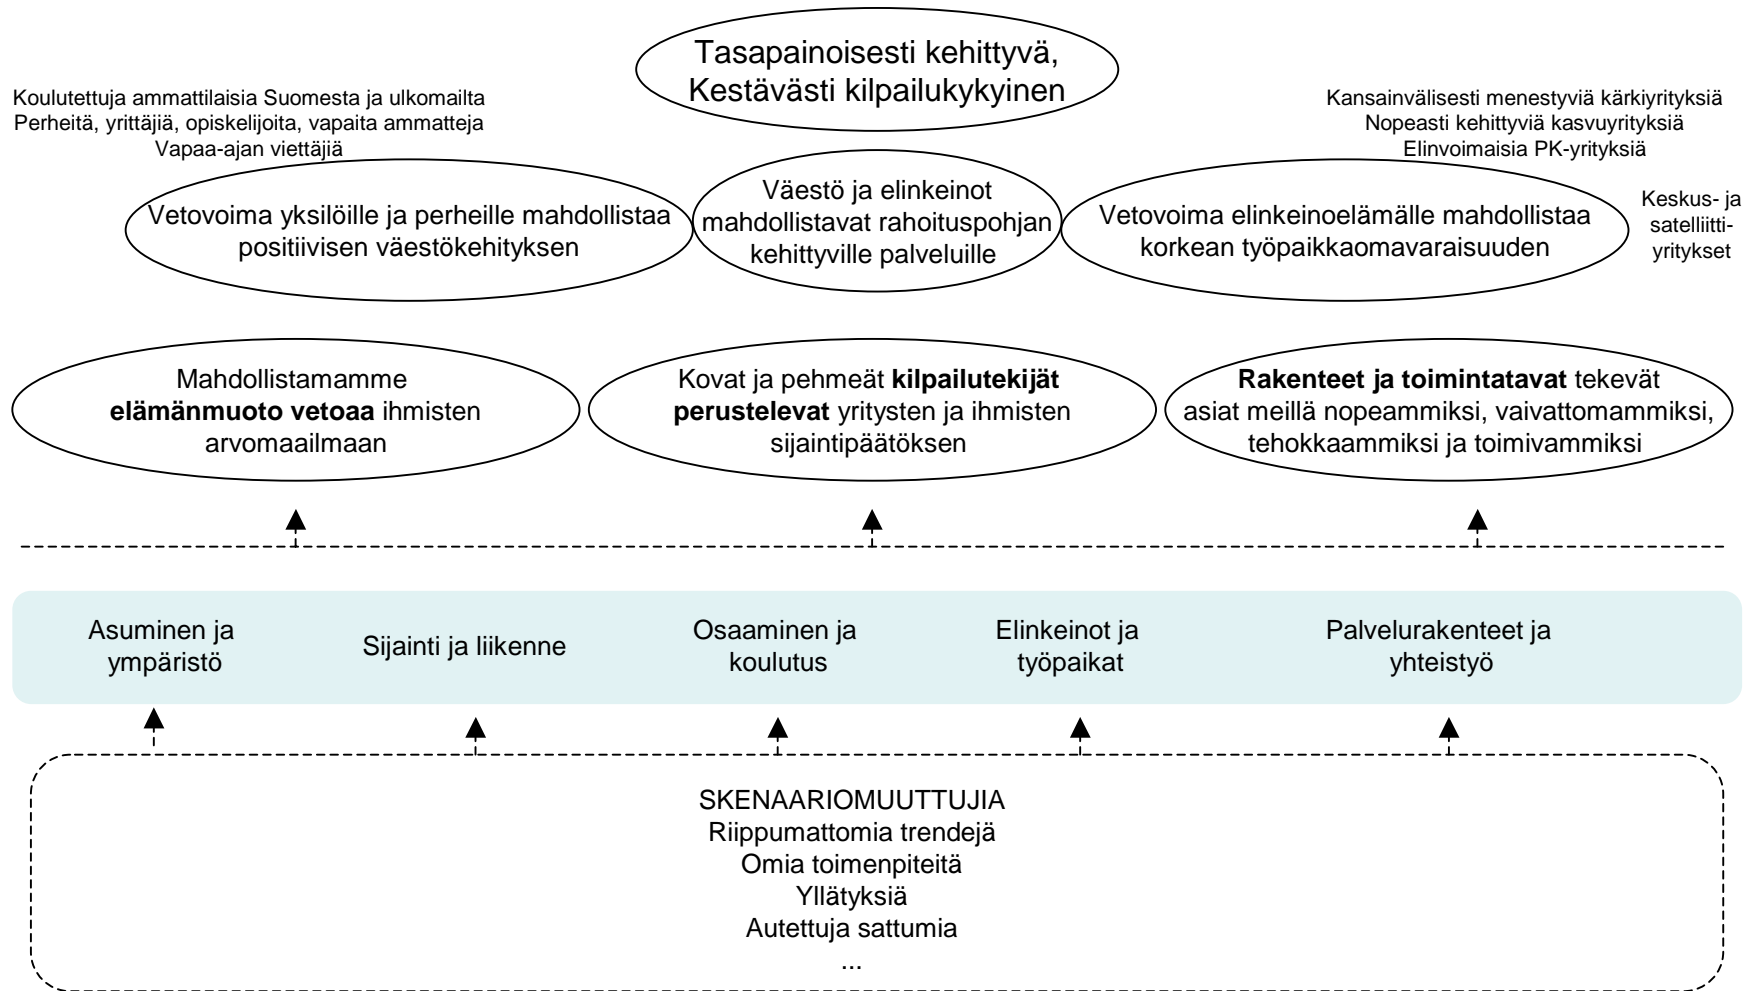 Tasapainoisesti kehittyvä,
Kestävästi kilpailukykyinen
Koulutettuja ammattilaisia Suomesta ja ulkomailta
Perheitä, yrittäjiä, opiskelijoita, vapaita ammatteja
Vapaa-ajan viettäjiä
Kansainvälisesti menestyviä kärkiyrityksiä
Nopeasti kehittyviä kasvuyrityksiä
Elinvoimaisia PK-yrityksiä
Vetovoima yksilöille ja perheille mahdollistaa
positiivisen väestökehityksen
Väestö ja elinkeinot
mahdollistavat rahoituspohjan
kehittyville palveluille
Vetovoima elinkeinoelämälle mahdollistaa
korkean työpaikkaomavaraisuuden
Keskus- ja
satelliitti-
yritykset
Mahdollistamamme
elämänmuoto vetoaa ihmisten
arvomaailmaan
Kovat ja pehmeät kilpailutekijät
perustelevat yritysten ja ihmisten
sijaintipäätöksen
Rakenteet ja toimintatavat tekevät
asiat meillä nopeammiksi, vaivattomammiksi,
tehokkaammiksi ja toimivammiksi
Asuminen ja
ympäristö
Sijainti ja liikenne
Osaaminen ja
koulutus
Elinkeinot ja
työpaikat
Palvelurakenteet ja
yhteistyö
SKENAARIOMUUTTUJIA
Riippumattomia trendejä
Omia toimenpiteitä
Yllätyksiä
Autettuja sattumia
...